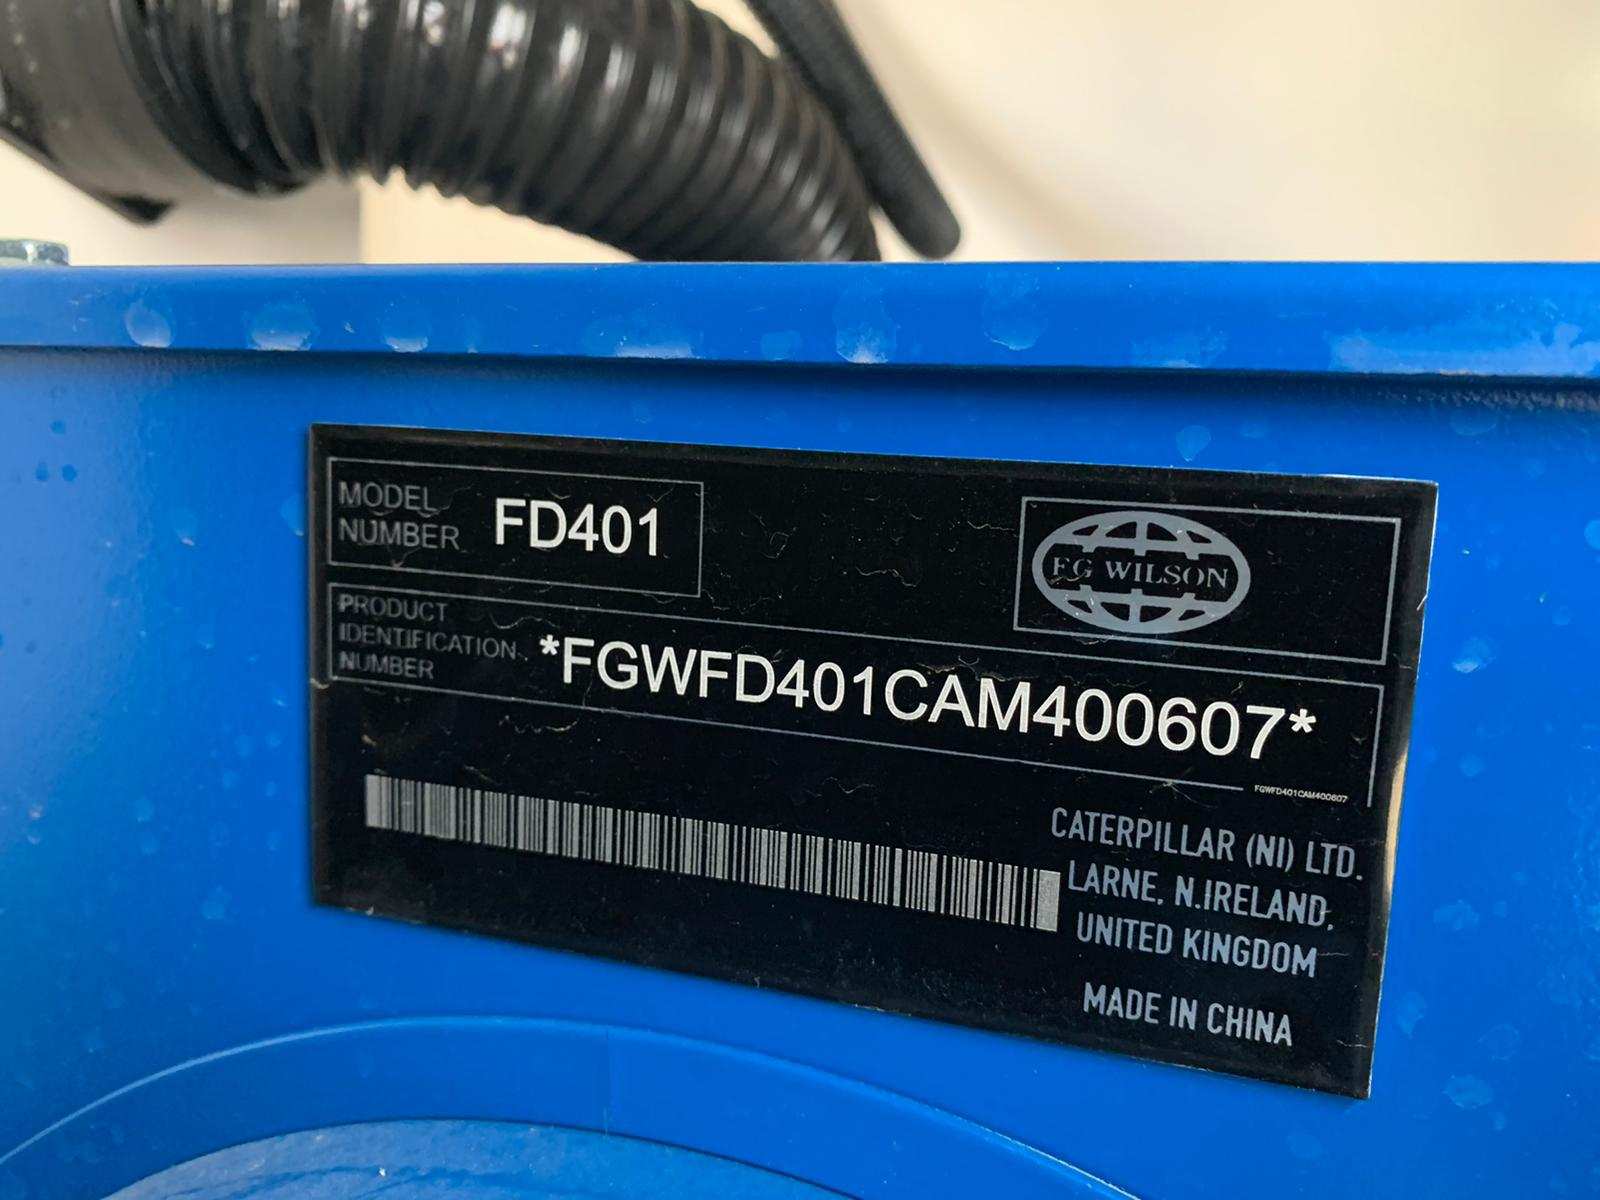 MODEL
NUMBER
FD401
FG WILSON
PRODUCT
IDENTIFICATION
NUMBER
*FGWFD401CAM400607*
FGWFD401CAM400607
CATERPILLAR (NI) LTD.
LARNE, N.IRELAND,
UNITED KINGDOM
MADE IN CHINA